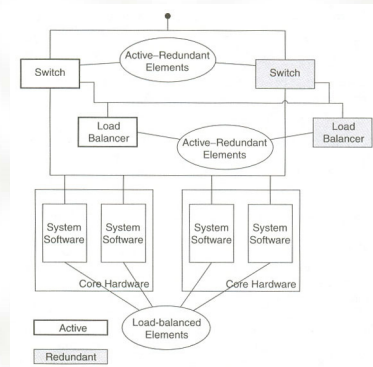 Active–Redundant
Elements
Switch
Switch
Load
Balancer
Active–Redundant
Elements
Load
Balancer
System
Software
System
Software
System
Software
System
Software
Core Hardware
Core Hardware
Load-balanced
Elements
Active
Redundant